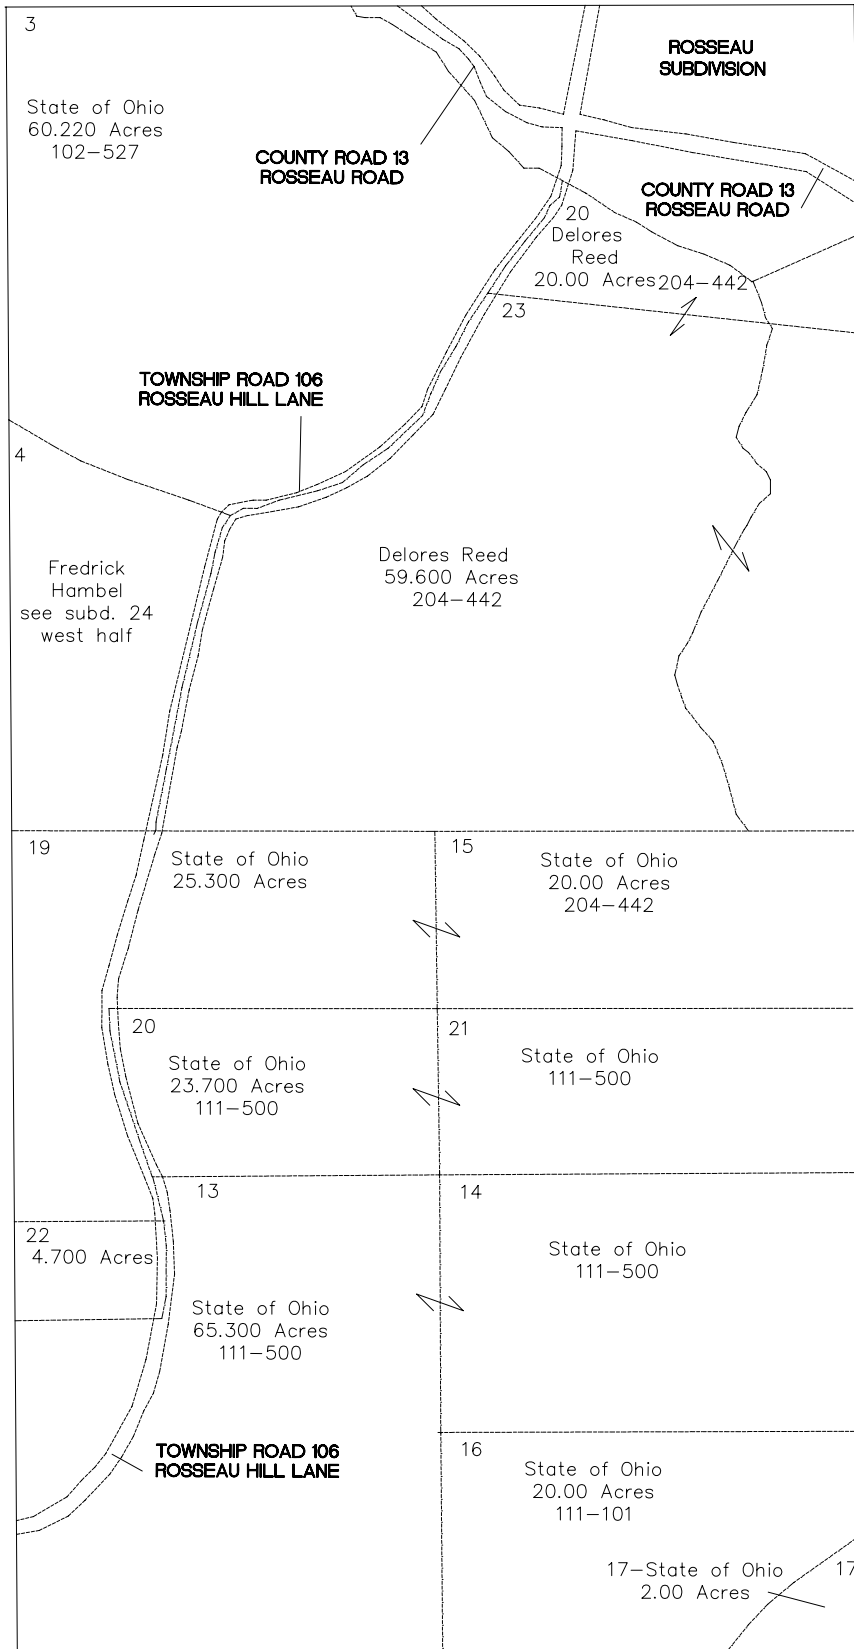 3
ROSSEAU
SUBDIVISION
State of Ohio
60.220 Acres
102-527
COUNTY ROAD 13
ROSSEAU ROAD
COUNTY ROAD 13
ROSSEAU ROAD
20
Delores
Reed
20.00 Acres
204-442
23
TOWNSHIP ROAD 106
ROSSEAU HILL LANE
4
Fredrick
Hambel
see subd. 24
west half
Delores Reed
59.600 Acres
204-442
19
State of Ohio
25.300 Acres
15
State of Ohio
20.00 Acres
204-442
20
State of Ohio
23.700 Acres
111-500
21
State of Ohio
111-500
13
14
22
4.700 Acres
State of Ohio
65.300 Acres
111-500
State of Ohio
111-500
TOWNSHIP ROAD 106
ROSSEAU HILL LANE
16
State of Ohio
20.00 Acres
111-101
17-State of Ohio
2.00 Acres
17